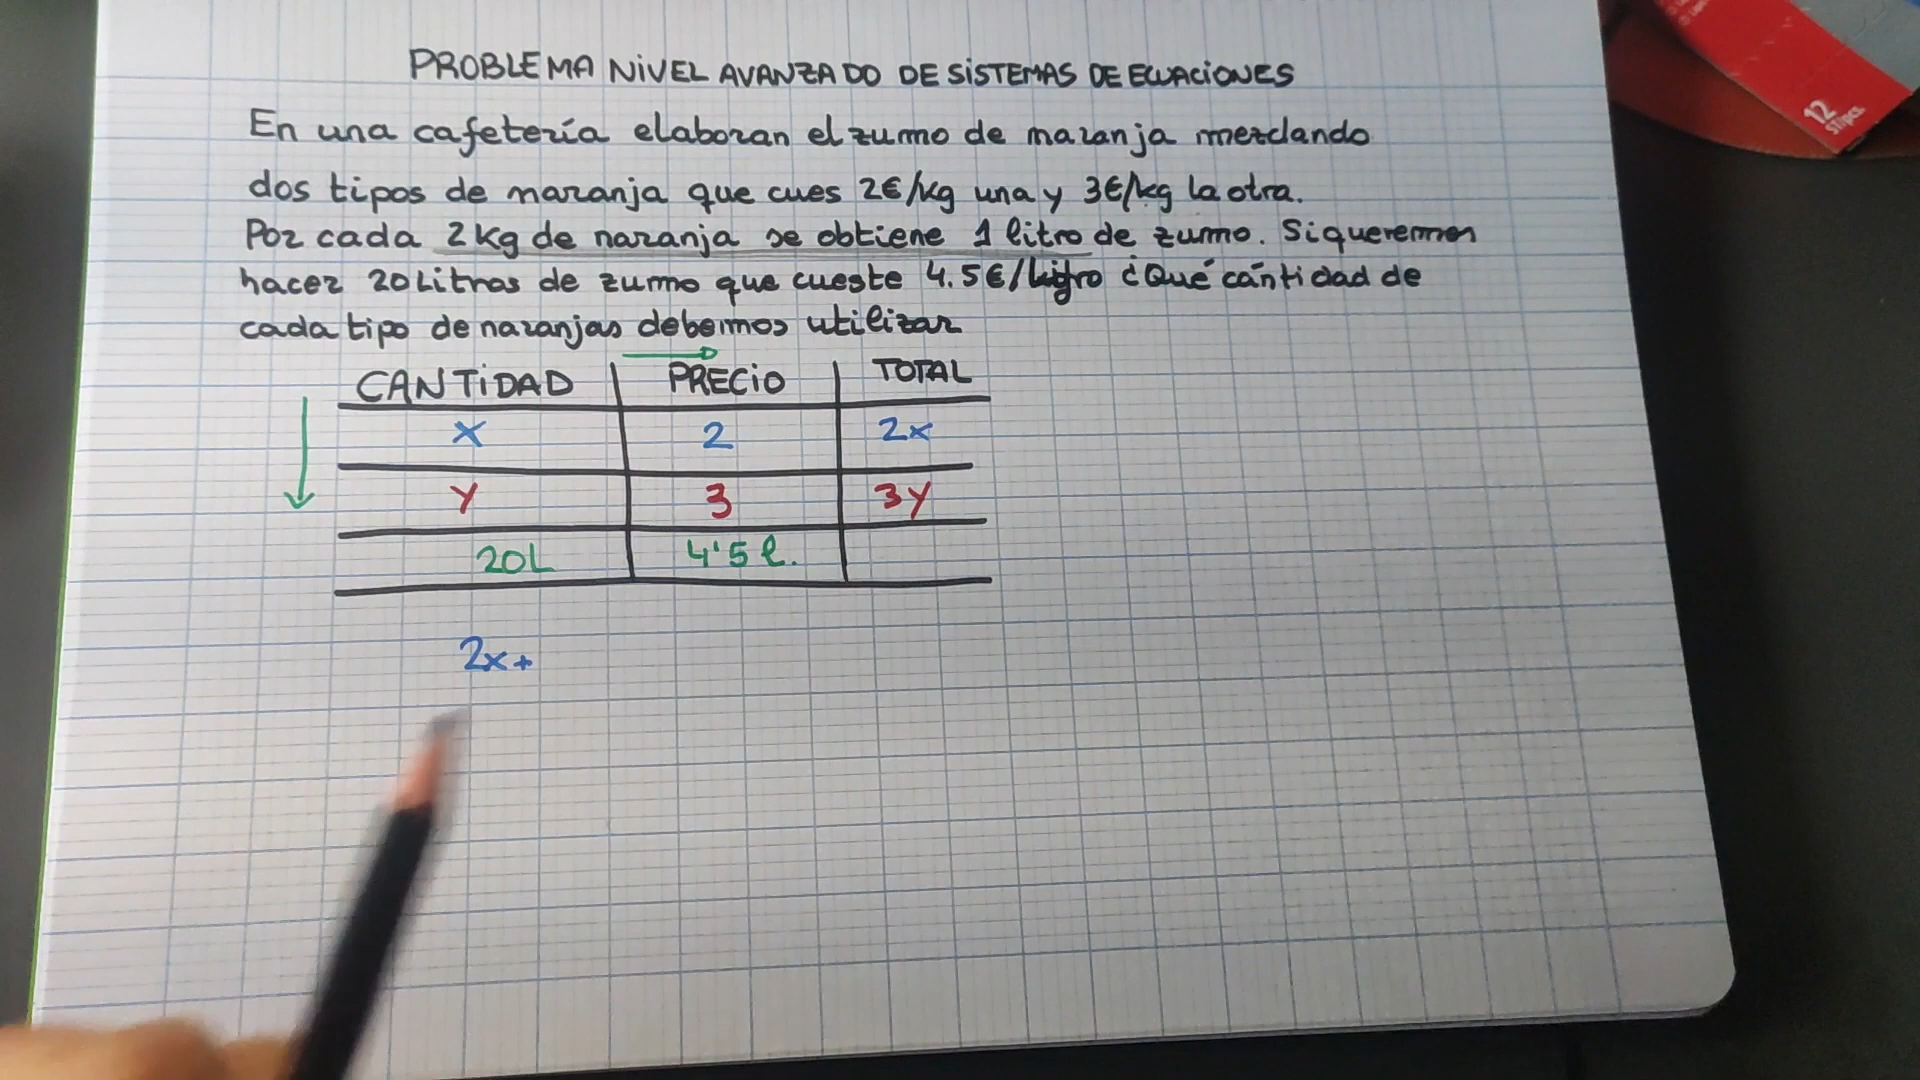 PROBLEMA NIVEL AVANZADO DE SISTEMAS DE ECUACIONES
En una cafetería elaboran el zumo de naranja mezclando
dos tipos de naranja que cues 2€/kg una y 3€/kg la otra.
Por cada 2kg de naranja se obtiene 1 litro de zumo. Si queremos
hacer 20 Litros de zumo que cueste 4.5€/ ¿Qué cántidad de
cada tipo de naranjas debemos utilizar
CANTIDAD PRECIO TOTAL
X 2 2x
Y 3 3y
20L 4'5 l.
2x+
12